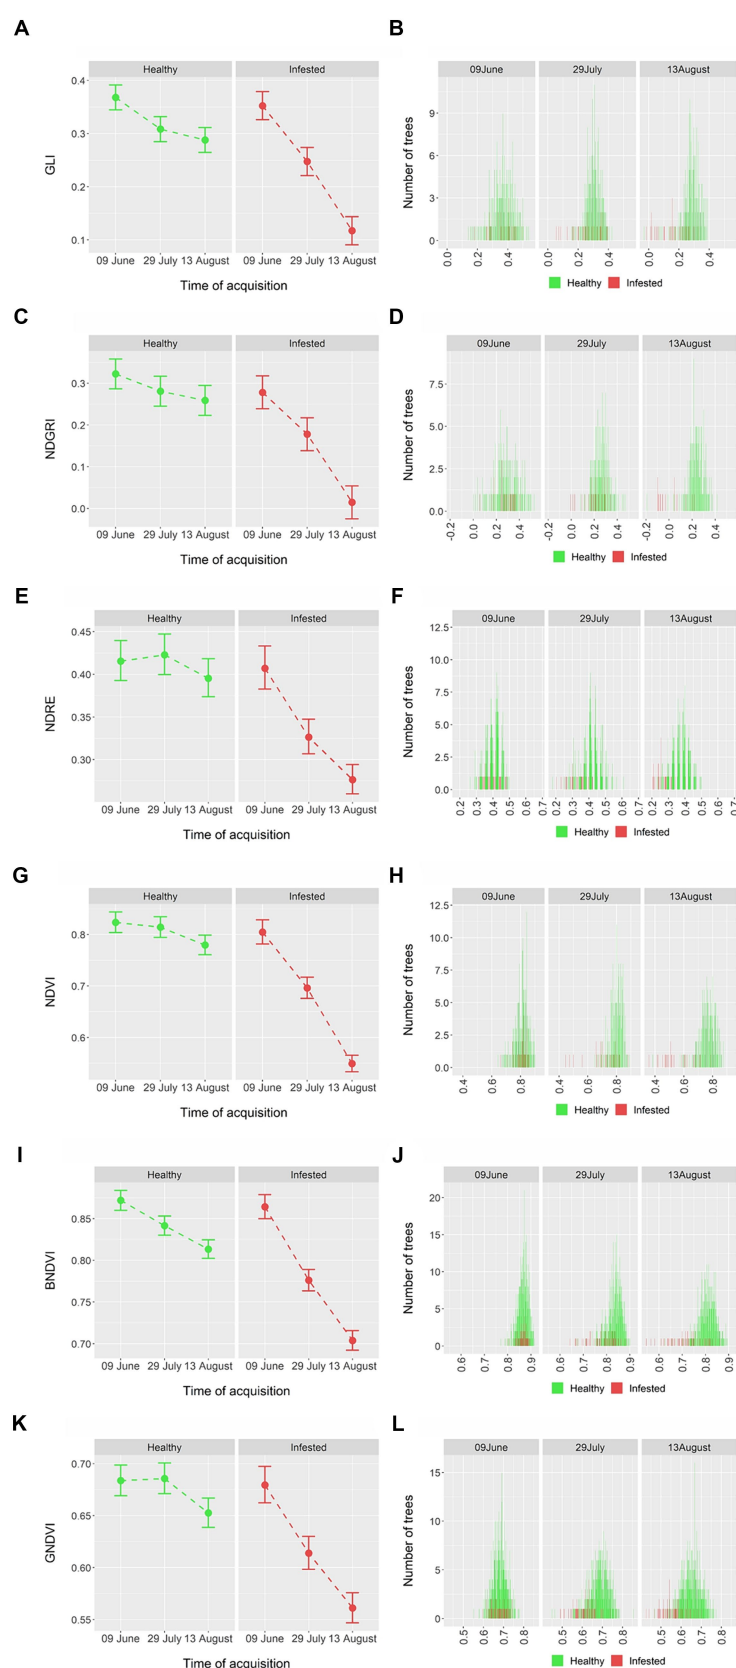 A
Healthy Infested
0.4
0.3
0.2
0.1
GLI
09 June 29 July 13 August 09 June 29 July 13 August
Time of acquisition
B
09June 29July 13August
9
6
3
0
Number of trees
0.0 0.2 0.4 0.0 0.2 0.4 0.0 0.2 0.4
Healthy Infested
C
Healthy Infested
0.3
0.2
0.1
0.0
NDGRI
09 June 29 July 13 August 09 June 29 July 13 August
Time of acquisition
D
09June 29July 13August
7.5
5.0
2.5
0.0
Number of trees
-0.2 0.0 0.2 0.4 -0.2 0.0 0.2 0.4 -0.2 0.0 0.2 0.4
Healthy Infested
E
Healthy Infested
0.45
0.40
0.35
0.30
NDRE
09 June 29 July 13 August 09 June 29 July 13 August
Time of acquisition
F
09June 29July 13August
12.5
10.0
7.5
5.0
2.5
0.0
Number of trees
0.2 0.3 0.4 0.5 0.6 0.7 0.2 0.3 0.4 0.5 0.6 0.7 0.2 0.3 0.4 0.5 0.6 0.7
Healthy Infested
G
Healthy Infested
0.8
0.7
0.6
NDVI
09 June 29 July 13 August 09 June 29 July 13 August
Time of acquisition
H
09June 29July 13August
12.5
10.0
7.5
5.0
2.5
0.0
Number of trees
0.4 0.6 0.8 0.4 0.6 0.8 0.4 0.6 0.8
Healthy Infested
I
Healthy Infested
0.85
0.80
0.75
0.70
BNDVI
09 June 29 July 13 August 09 June 29 July 13 August
Time of acquisition
J
09June 29July 13August
20
15
10
5
0
Number of trees
0.6 0.7 0.8 0.9 0.6 0.7 0.8 0.9 0.6 0.7 0.8 0.9
Healthy Infested
K
Healthy Infested
0.70
0.65
0.60
0.55
GNDVI
09 June 29 July 13 August 09 June 29 July 13 August
Time of acquisition
L
09June 29July 13August
15
10
5
0
Number of trees
0.5 0.6 0.7 0.8 0.5 0.6 0.7 0.8 0.5 0.6 0.7 0.8
Healthy Infested